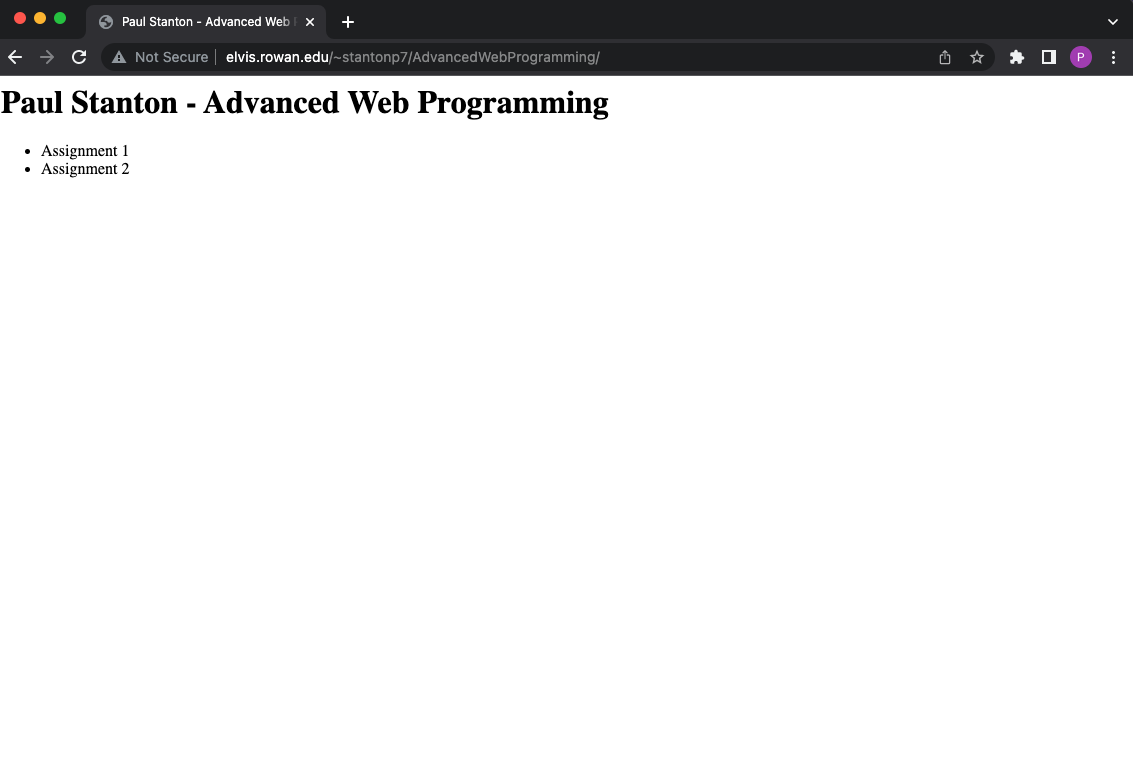 Paul Stanton - Advanced Web
Not Secure
elvis.rowan.edu/~stantonp7/AdvancedWebProgramming/
P
Paul Stanton - Advanced Web Programming
Assignment 1
Assignment 2